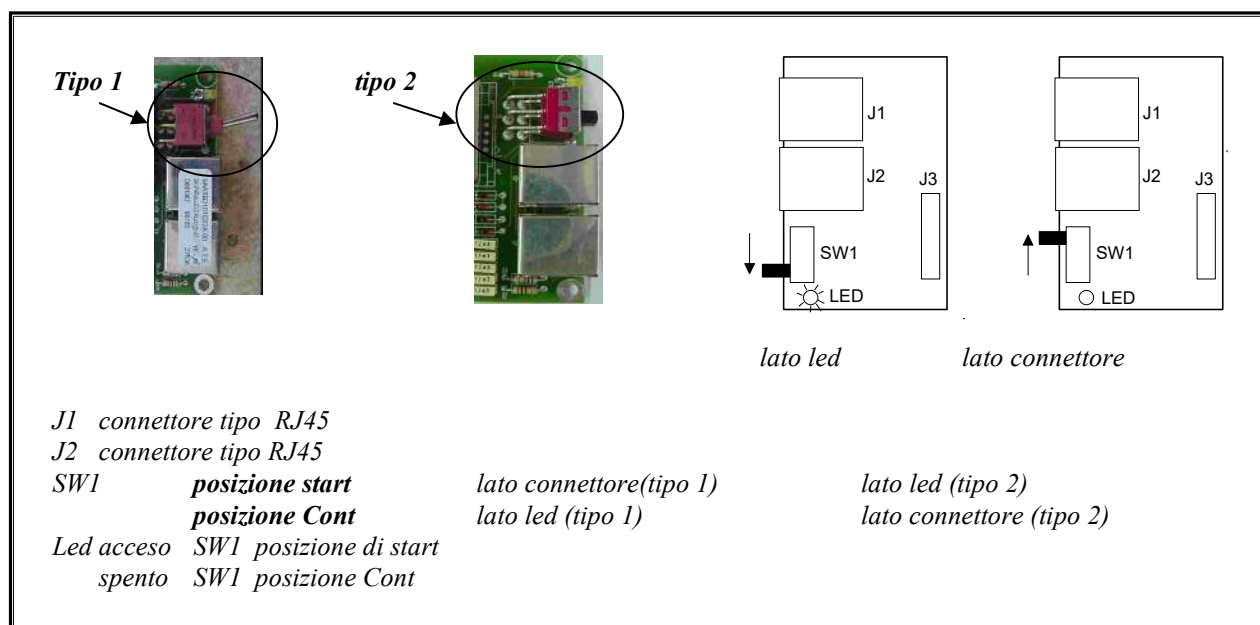 Tipo 1
tipo 2
J1
J2
J3
SW1
LED
J1
J2
J3
SW1
LED
lato led lato connettore
J1 connettore tipo RJ45
J2 connettore tipo RJ45
SW1 posizione start lato connettore(tipo 1) lato led (tipo 2)
posizione Cont lato led (tipo 1) lato connettore (tipo 2)
Led acceso SW1 posizione di start
spento SW1 posizione Cont